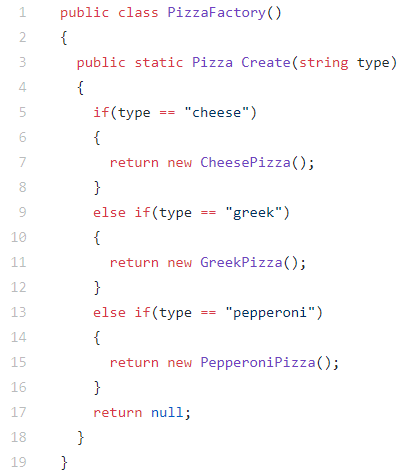 1 public class PizzaFactory()
2 {
3 public static Pizza Create(string type)
4 {
5 if(type == "cheese")
6 {
7 return new CheesePizza();
8 }
9 else if(type == "greek")
10 {
11 return new GreekPizza();
12 }
13 else if(type == "pepperoni")
14 {
15 return new PepperoniPizza();
16 }
17 return null;
18 }
19 }